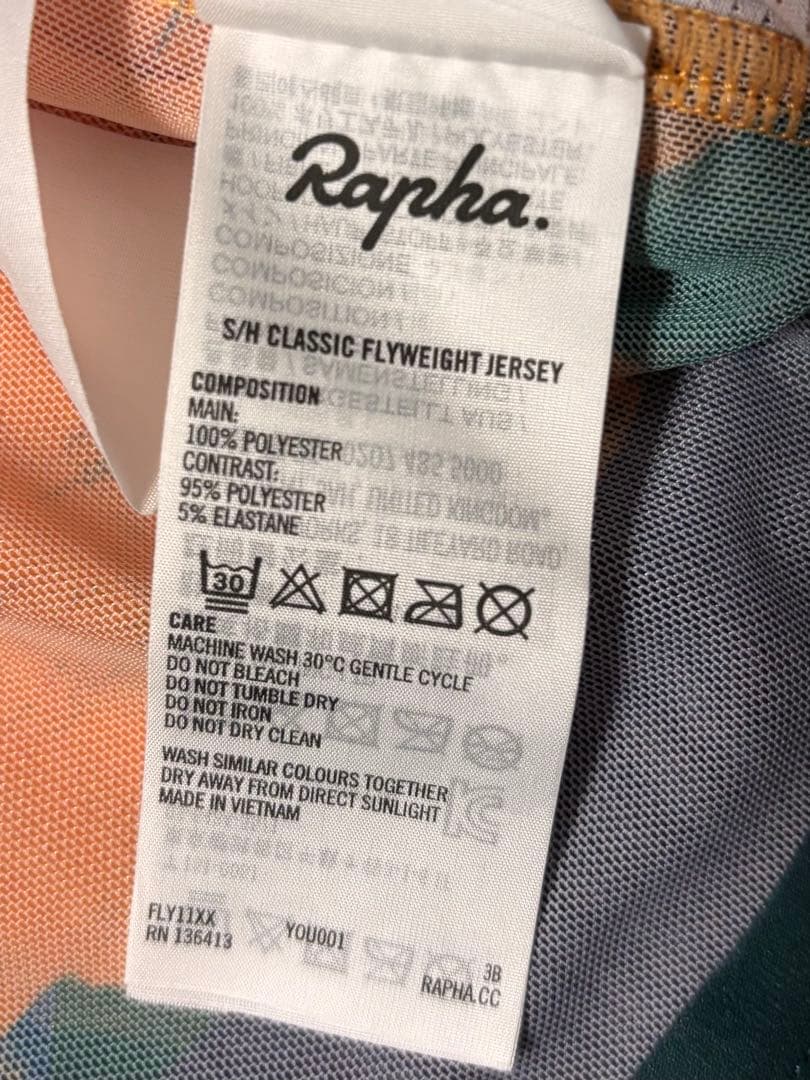 Rapha.
S/H CLASSIC FLYWEIGHT JERSEY
COMPOSITION
MAIN:
100% POLYESTER
CONTRAST:
95% POLYESTER
5% ELASTANE
30
CARE
MACHINE WASH 30°C GENTLE CYCLE
DO NOT BLEACH
DO NOT TUMBLE DRY
DO NOT IRON
DO NOT DRY CLEAN
WASH SIMILAR COLOURS TOGETHER
DRY AWAY FROM DIRECT SUNLIGHT
MADE IN VIETNAM
FLY11XX
RN 136413
YOU001
3B
RAPHA.CC